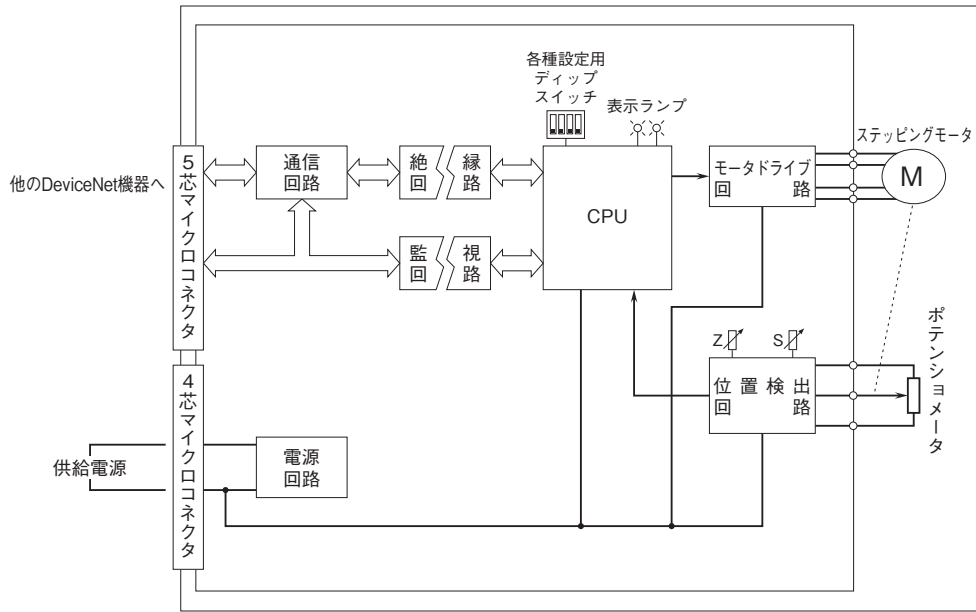 各種設定用
ディップ
スイッチ
表示ランプ
ステッピングモータ
他のDeviceNet機器へ
5芯マイクロコネクタ
通信
回路
絶 縁
回 路
CPU
モータドライブ
回 路
M
監 視
回 路
Z
S
位置検出
回 路
ポテンショメータ
4芯マイクロコネクタ
供給電源
電源
回路